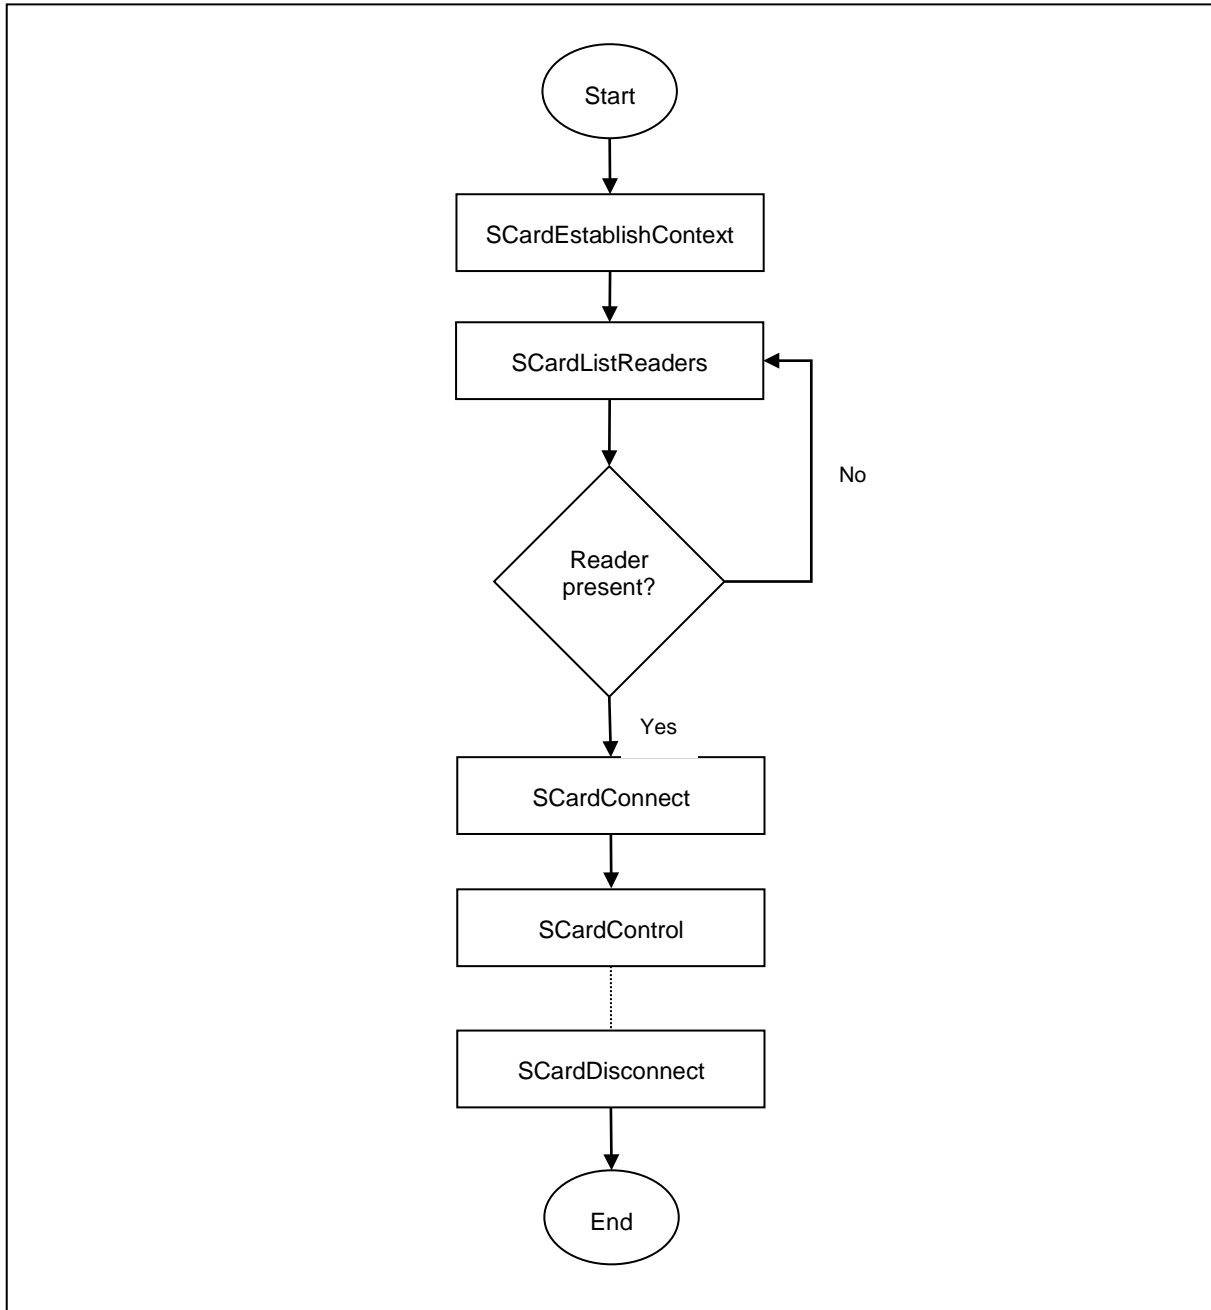 Start
SCardEstablishContext
SCardListReaders
No
Reader
present?
Yes
SCardConnect
SCardControl
SCardDisconnect
End